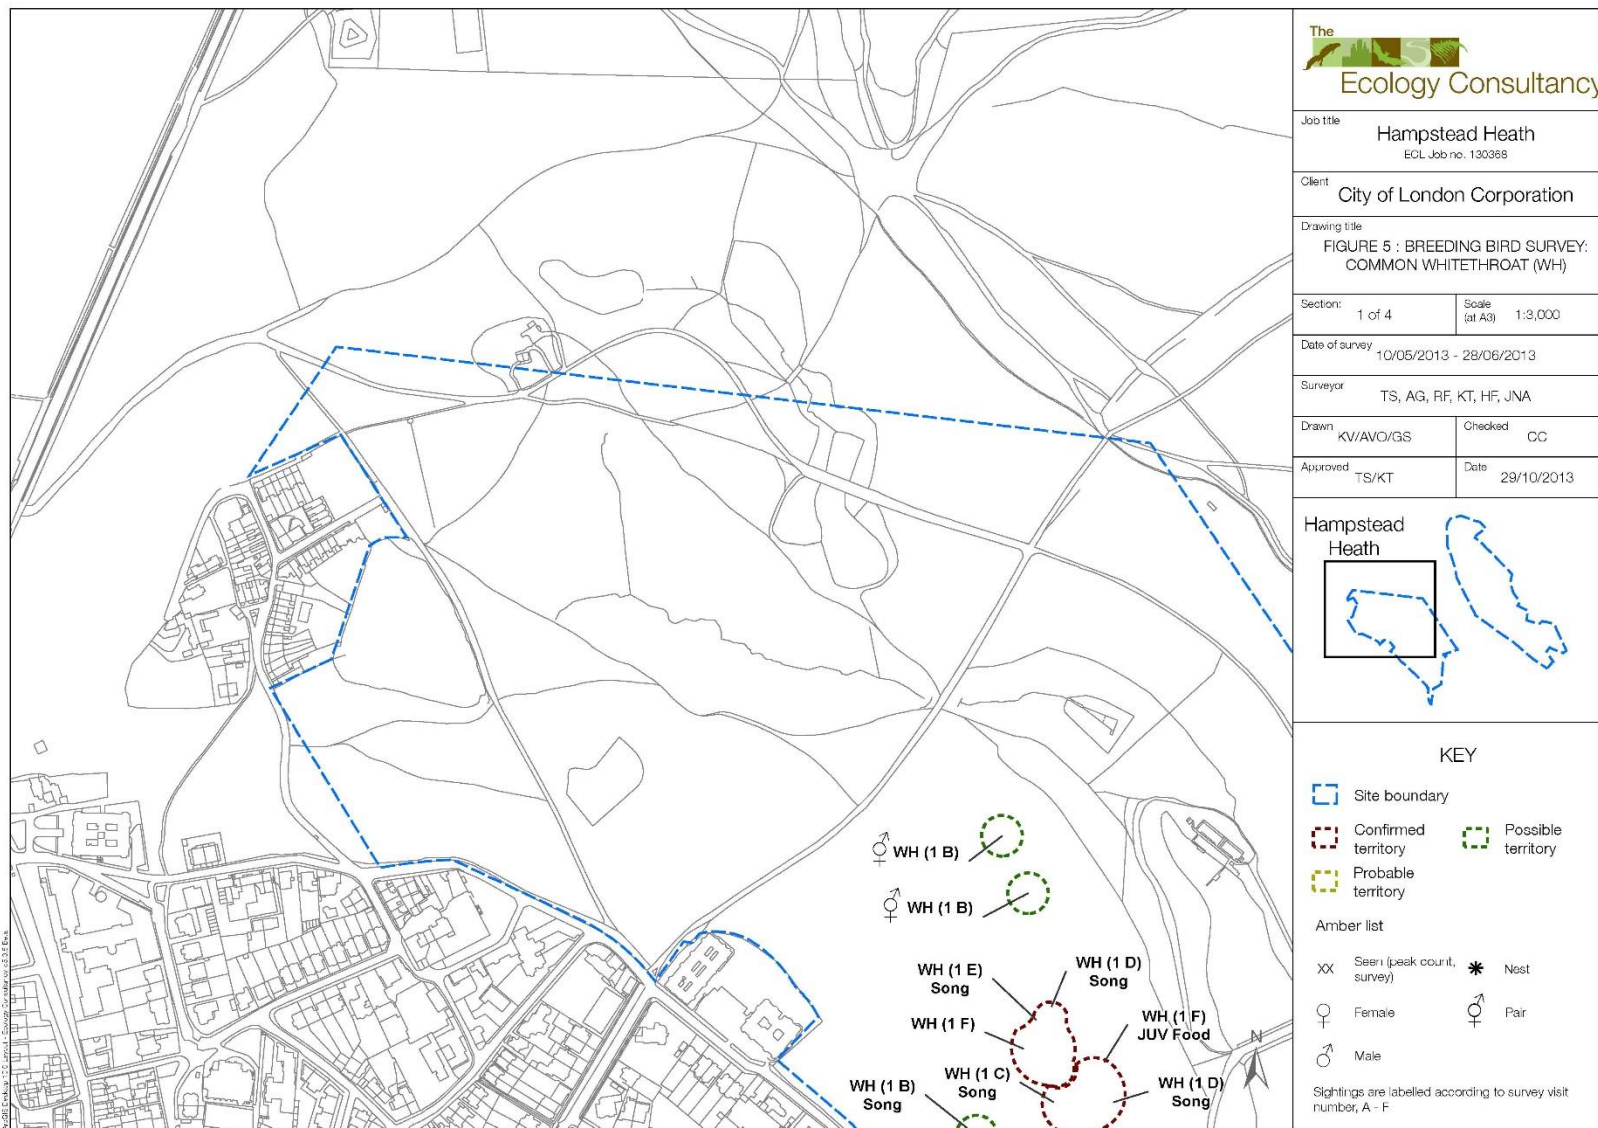 The
Ecology Consultancy
Job title
Hampstead Heath
ECL Job no. 130368
Client
City of London Corporation
Drawing title
FIGURE 5 : BREEDING BIRD SURVEY:
COMMON WHITETHROAT (WH)
Section:
1 of 4
Scale
(at A3) 1:3,000
Date of survey
10/05/2013 - 28/06/2013
Surveyor
TS, AG, RF, KT, HF, JNA
Drawn
KV/AVO/GS
Checked
CC
Approved
TS/KT
Date
29/10/2013
Hampstead
Heath
KEY
Site boundary
Confirmed
territory
Possible
territory
Probable
territory
Amber list
XX
Seen (peak count,
survey)
Nest
Female
Pair
Male
Sightings are labelled according to survey visit
number, A - F
WH (1 B)
WH (1 B)
WH (1 E)
Song
WH (1 D)
Song
WH (1 F)
WH (1 F)
JUV Food
WH (1 C)
Song
WH (1 D)
Song
WH (1 B)
Song
N